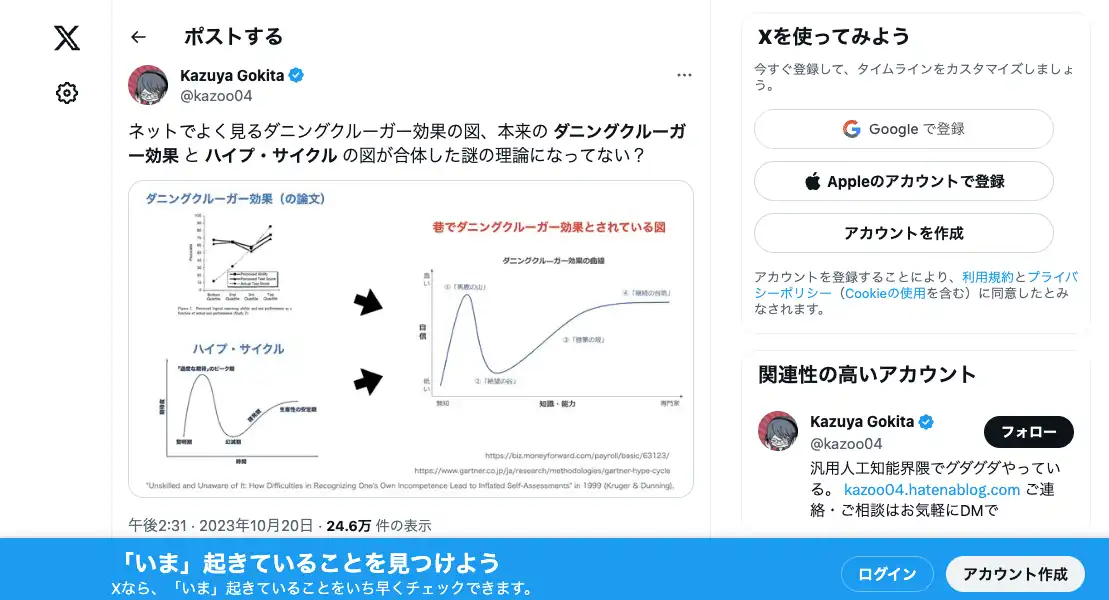 ポストする
Kazuya Gokita
@kazoo04
ネットでよく見るダニングクルーガー効果の図、本来の ダニングクルーガ
ー効果 と ハイプ・サイクル の図が合体した謎の理論になってない？
ダニングクルーガー効果（の論文）
Percentile
Bottom Quartile
2nd Quartile
3rd Quartile
Top Quartile
Perceived Ability
Perceived Test Score
Actual Test Score
ハイプ・サイクル
「過度な期待」のピーク期
期待度
黎明期
幻滅期
啓発期
生産性の安定期
時間
巷でダニングクルーガー効果とされている図
ダニングクルーガー効果の曲線
高い
自信
低い
①「馬鹿の山」
②「絶望の谷」
③「啓蒙の坂」
④「継続の台地」
無知
知識・能力
専門家
https://biz.moneyforward.com/payroll/basic/63123/
https://www.gartner.co.jp/ja/research/methodologies/gartner-hype-cycle
"Unskilled and Unaware of It: How Difficulties in Recognizing One's Own Incompetence Lead to Inflated Self-Assessments" in 1999 (Kruger & Dunning),
午後2:31 · 2023年10月20日 · 24.6万 件の表示
Xを使ってみよう
今すぐ登録して、タイムラインをカスタマイズしましょ
う。
Google で登録
Appleのアカウントで登録
アカウントを作成
アカウントを登録することにより、利用規約とプライバ
シーポリシー（Cookieの使用を含む）に同意したとみ
なされます。
関連性の高いアカウント
Kazuya Gokita
@kazoo04
フォロー
汎用人工知能界隈でグダグダやってい
る。 kazoo04.hatenablog.com ご連
絡・ご相談はお気軽にDMで
「いま」起きていることを見つけよう
Xなら、「いま」起きていることをいち早くチェックできます。
ログイン
アカウント作成